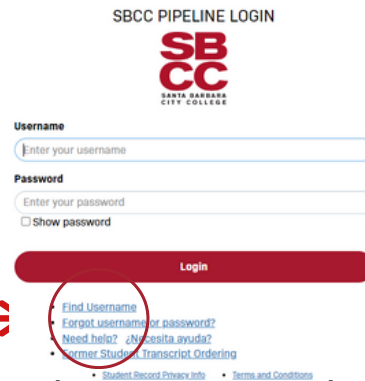 SBCC PIPELINE LOGIN
SB
CC
SANTA BARBARA
CITY COLLEGE
Username
Enter your username
Password
Enter your password
Show password
Login
Find Username
Forgot username or password?
Need help? ¿Necesita ayuda?
Former Student Transcript Ordering
Student Record Privacy Info Terms and Conditions